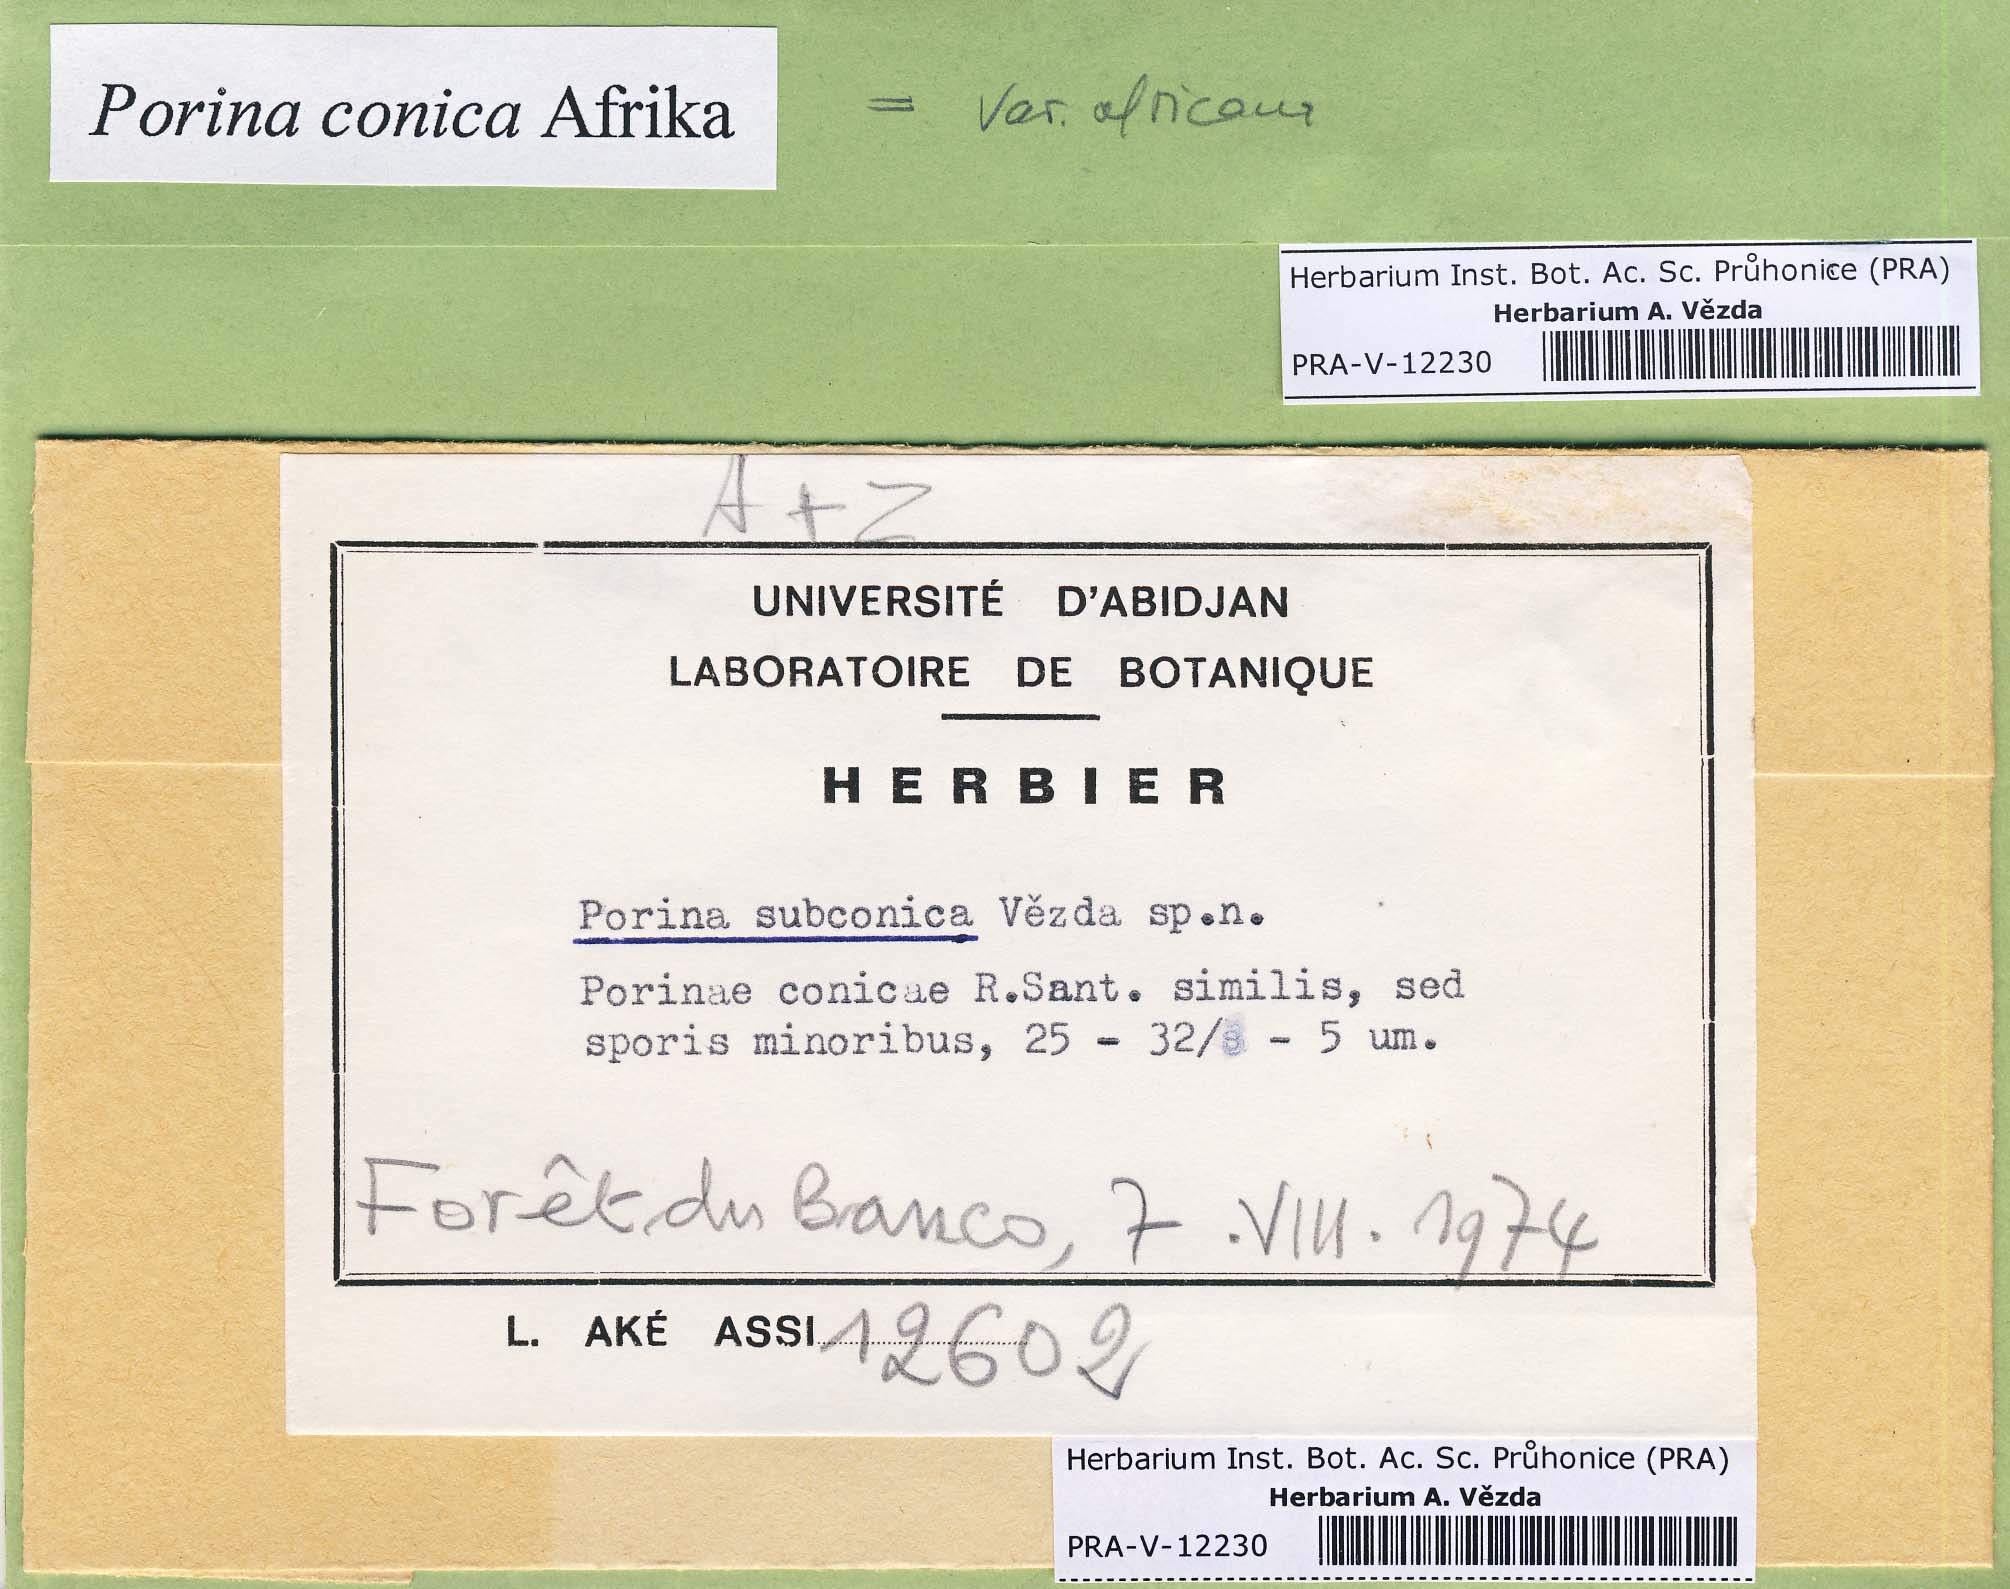 Porina conica Afrika = var. africana
Herbarium Inst. Bot. Ac. Sc. Průhonice (PRA)
Herbarium A. Vězda
PRA-V-12230
A + Z
UNIVERSITÉ D'ABIDJAN
LABORATOIRE DE BOTANIQUE
HERBIER
Porina subconica Vězda sp.n.
Porinae conicae R.Sant. similis, sed
sporis minoribus, 25 - 32/ - 5 um.
Forêt du Banco, 7.VIII.1974
L. AKÉ ASSI 12602
Herbarium Inst. Bot. Ac. Sc. Průhonice (PRA)
Herbarium A. Vězda
PRA-V-12230